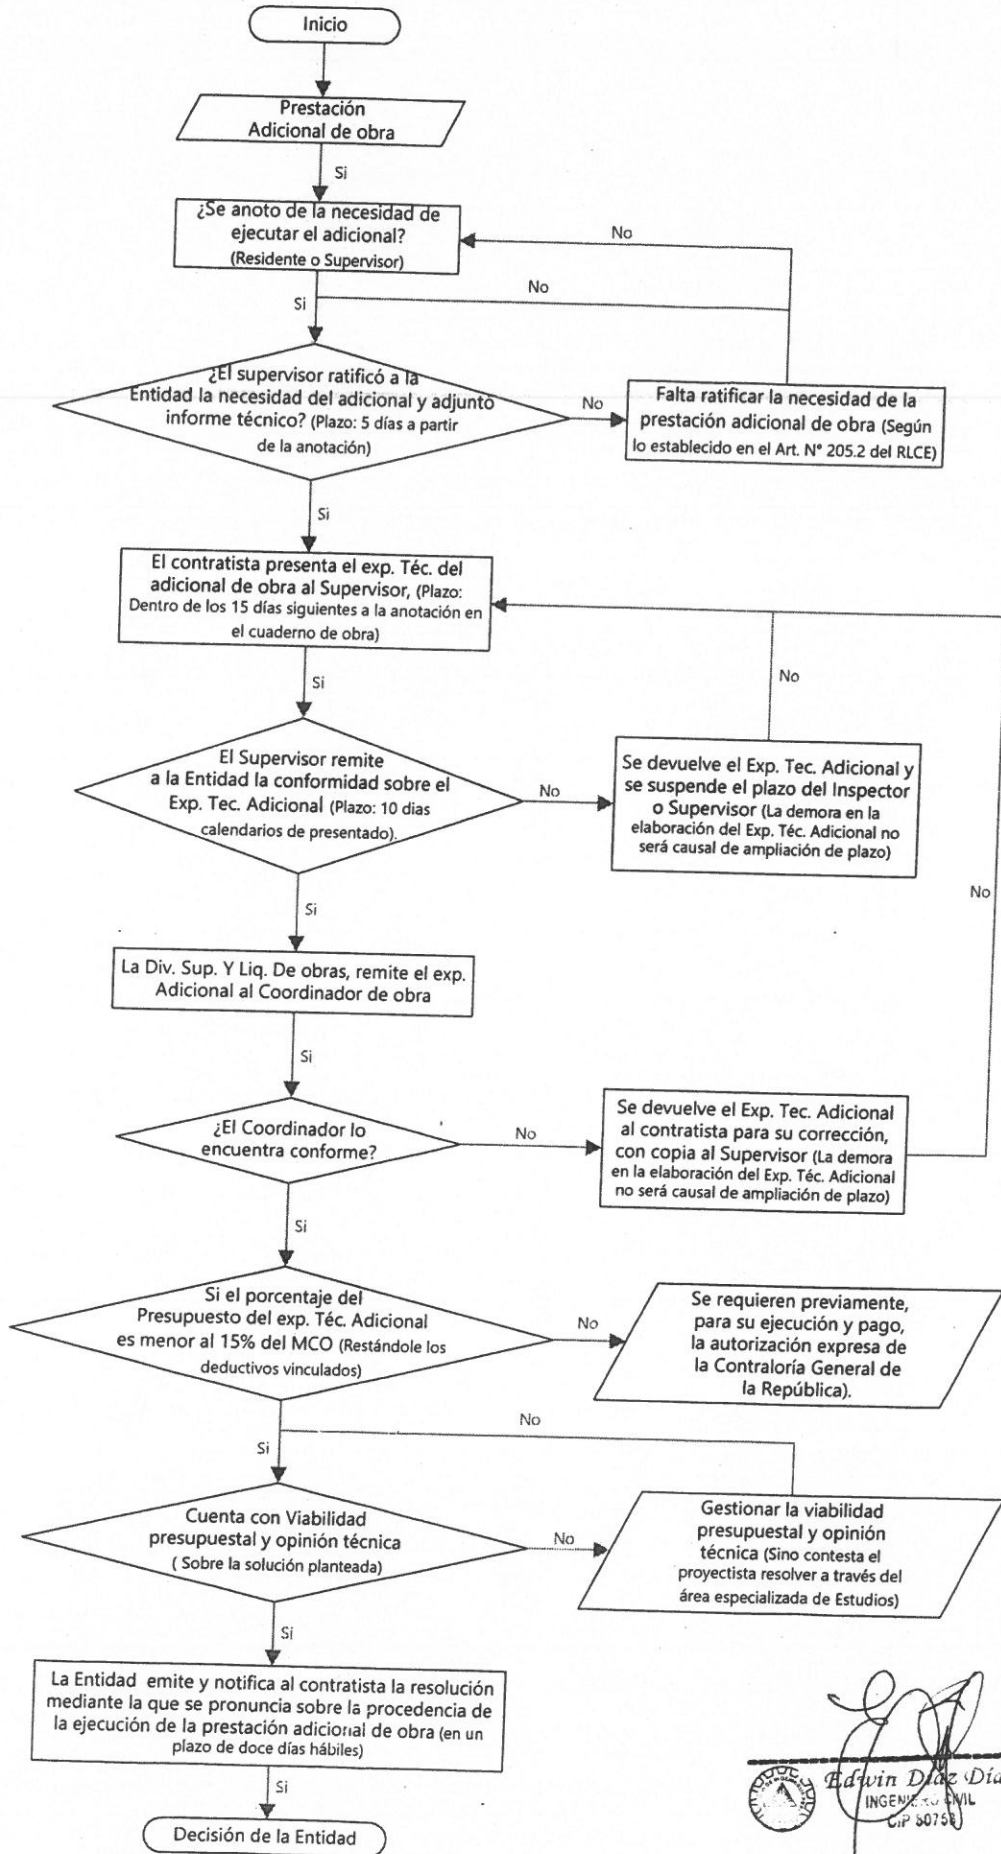 Inicio
Prestación
Adicional de obra
Si
¿Se anoto de la necesidad de
ejecutar el adicional?
(Residente o Supervisor)
No
No
Si
¿El supervisor ratificó a la
Entidad la necesidad del adicional y adjuntó
informe técnico? (Plazo: 5 días a partir
de la anotación)
No
Falta ratificar la necesidad de la
prestación adicional de obra (Según
lo establecido en el Art. N° 205.2 del RLCE)
Si
El contratista presenta el exp. Téc. del
adicional de obra al Supervisor, (Plazo:
Dentro de los 15 días siguientes a la anotación en
el cuaderno de obra)
Si
No
El Supervisor remite
a la Entidad la conformidad sobre el
Exp. Tec. Adicional (Plazo: 10 dias
calendarios de presentado).
No
Se devuelve el Exp. Tec. Adicional y
se suspende el plazo del Inspector
o Supervisor (La demora en la
elaboración del Exp. Téc. Adicional no
será causal de ampliación de plazo)
No
Si
La Div. Sup. Y Liq. De obras, remite el exp.
Adicional al Coordinador de obra
Si
¿El Coordinador lo
encuentra conforme?
No
Se devuelve el Exp. Tec. Adicional
al contratista para su corrección,
con copia al Supervisor (La demora
en la elaboración del Exp. Téc. Adicional
no será causal de ampliación de plazo)
Si
Si el porcentaje del
Presupuesto del exp. Téc. Adicional
es menor al 15% del MCO (Restándole los
deductivos vinculados)
No
Se requieren previamente,
para su ejecución y pago,
la autorización expresa de
la Contraloría General de
la República).
No
Si
Cuenta con Viabilidad
presupuestal y opinión técnica
( Sobre la solución planteada)
No
Gestionar la viabilidad
presupuestal y opinión
técnica (Sino contesta el
proyectista resolver a través del
área especializada de Estudios)
Si
La Entidad emite y notifica al contratista la resolución
mediante la que se pronuncia sobre la procedencia de
la ejecución de la prestación adicional de obra (en un
plazo de doce días hábiles)
Si
Decisión de la Entidad
Edwin Díaz Día
INGENIERO CIVIL
CIP